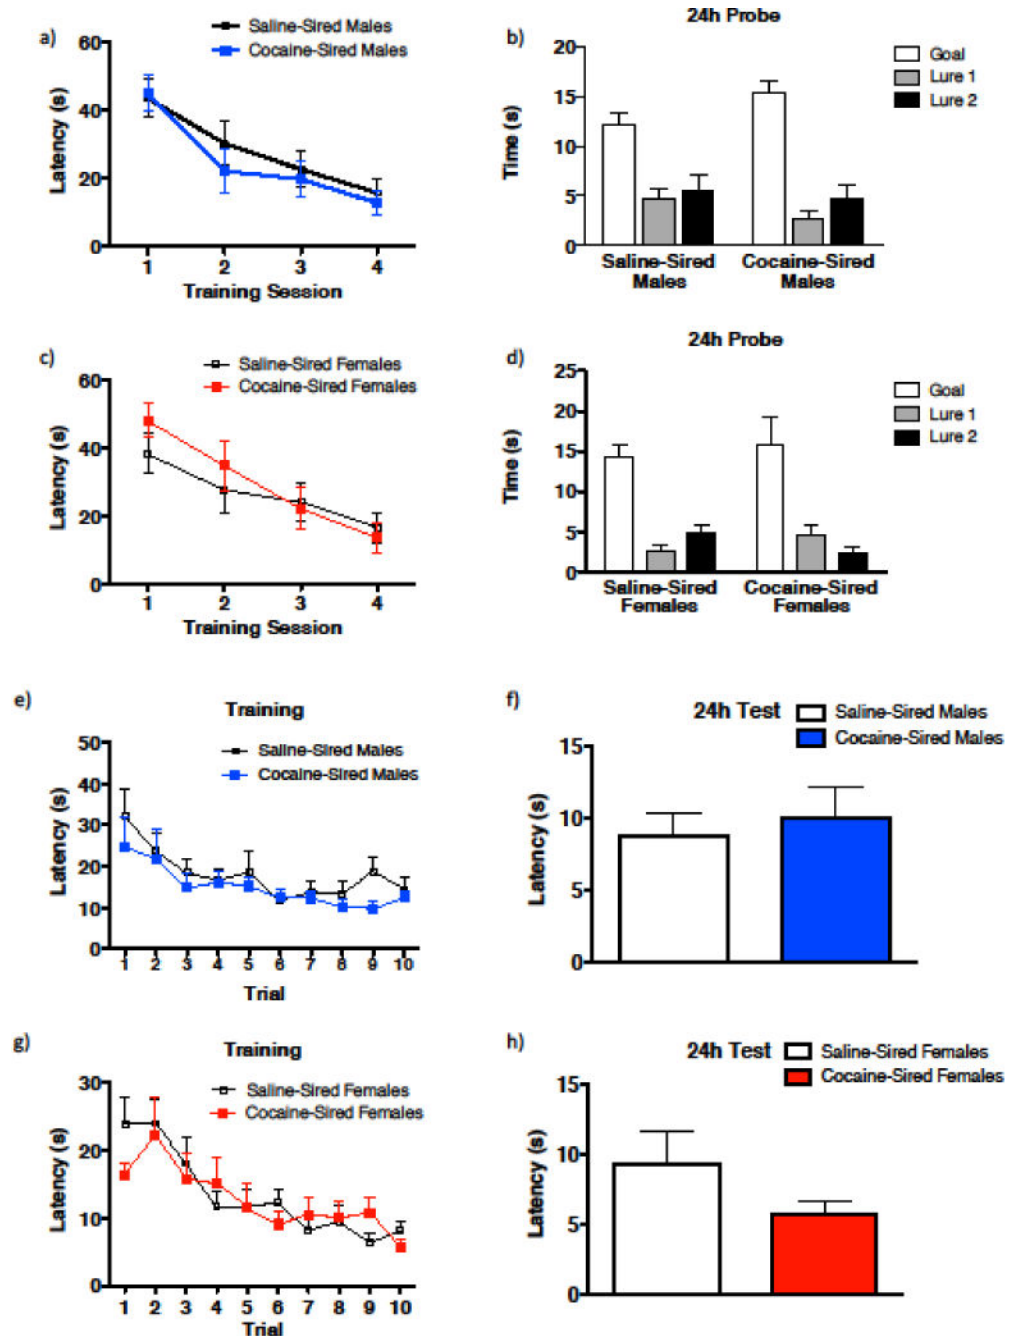 a)
Saline-Sired Males
Cocaine-Sired Males
60
40
20
0
Latency (s)
1 2 3 4
Training Session
b)
24h Probe
Goal
Lure 1
Lure 2
20
15
10
5
0
Time (s)
Saline-Sired Males
Cocaine-Sired Males
c)
Saline-Sired Females
Cocaine-Sired Females
60
40
20
0
Latency (s)
1 2 3 4
Training Session
d)
24h Probe
Goal
Lure 1
Lure 2
25
20
15
10
5
0
Time (s)
Saline-Sired Females
Cocaine-Sired Females
e)
Training
Saline-Sired Males
Cocaine-Sired Males
50
40
30
20
10
0
Latency (s)
1 2 3 4 5 6 7 8 9 10
Trial
f)
24h Test
Saline-Sired Males
Cocaine-Sired Males
15
10
5
0
Latency (s)
g)
Training
Saline-Sired Females
Cocaine-Sired Females
30
20
10
0
Latency (s)
1 2 3 4 5 6 7 8 9 10
Trial
h)
24h Test
Saline-Sired Females
Cocaine-Sired Females
15
10
5
0
Latency (s)